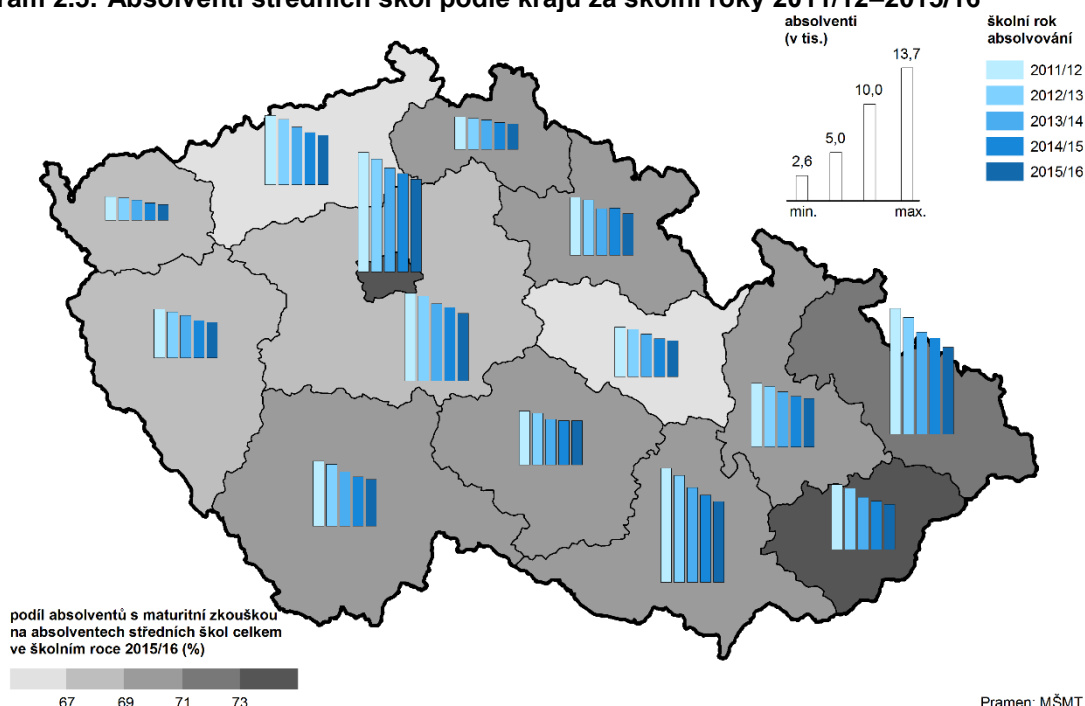 2.5: Absolventi středních škol podle krajů za školní roky 2011/12–2015/16
absolventi
(v tis.)
13,7
10,0
5,0
2,6
min.
max.
školní rok
absolvování
2011/12
2012/13
2013/14
2014/15
2015/16
podíl absolventů s maturitní zkouškou
na absolventech středních škol celkem
ve školním roce 2015/16 (%)
67
69
71
73
Pramen: MŠMT